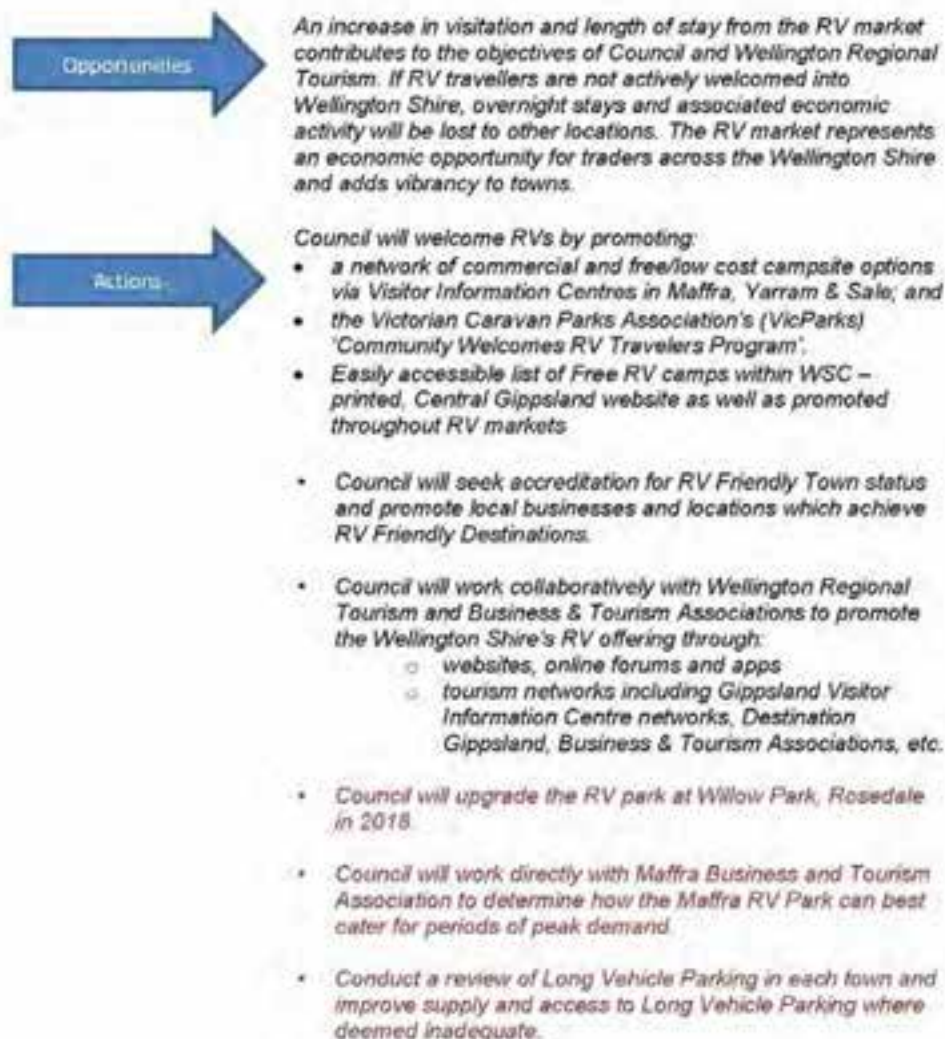 Opportunities
An increase in visitation and length of stay from the RV market
contributes to the objectives of Council and Wellington Regional
Tourism. If RV travellers are not actively welcomed into
Wellington Shire, overnight stays and associated economic
activity will be lost to other locations. The RV market represents
an economic opportunity for traders across the Wellington Shire
and adds vibrancy to towns.
Actions
Council will welcome RVs by promoting:
• a network of commercial and free/low cost campsite options
via Visitor Information Centres in Maffra, Yarram & Sale; and
• the Victorian Caravan Parks Association's (VicParks)
'Community Welcomes RV Travelers Program'.
• Easily accessible list of Free RV camps within WSC –
printed, Central Gippsland website as well as promoted
throughout RV markets
• Council will seek accreditation for RV Friendly Town status
and promote local businesses and locations which achieve
RV Friendly Destinations.
• Council will work collaboratively with Wellington Regional
Tourism and Business & Tourism Associations to promote
the Wellington Shire's RV offering through:
o websites, online forums and apps
o tourism networks including Gippsland Visitor
Information Centre networks, Destination
Gippsland, Business & Tourism Associations, etc.
• Council will upgrade the RV park at Willow Park, Rosedale
in 2018.
• Council will work directly with Maffra Business and Tourism
Association to determine how the Maffra RV Park can best
cater for periods of peak demand.
• Conduct a review of Long Vehicle Parking in each town and
improve supply and access to Long Vehicle Parking where
deemed inadequate.